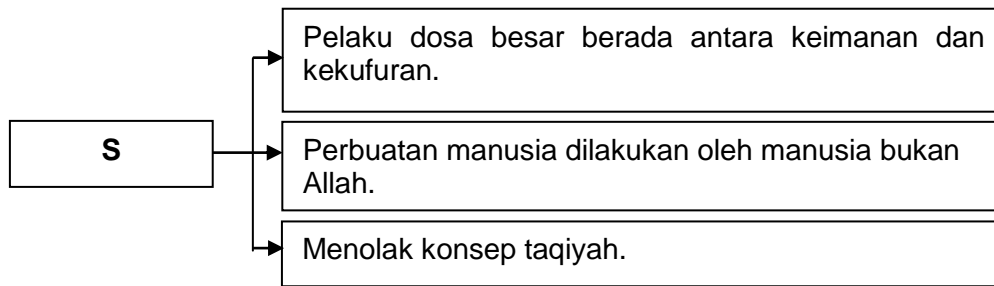 Pelaku dosa besar berada antara keimanan dan
kekufuran.
S
Perbuatan manusia dilakukan oleh manusia bukan
Allah.
Menolak konsep taqiyah.